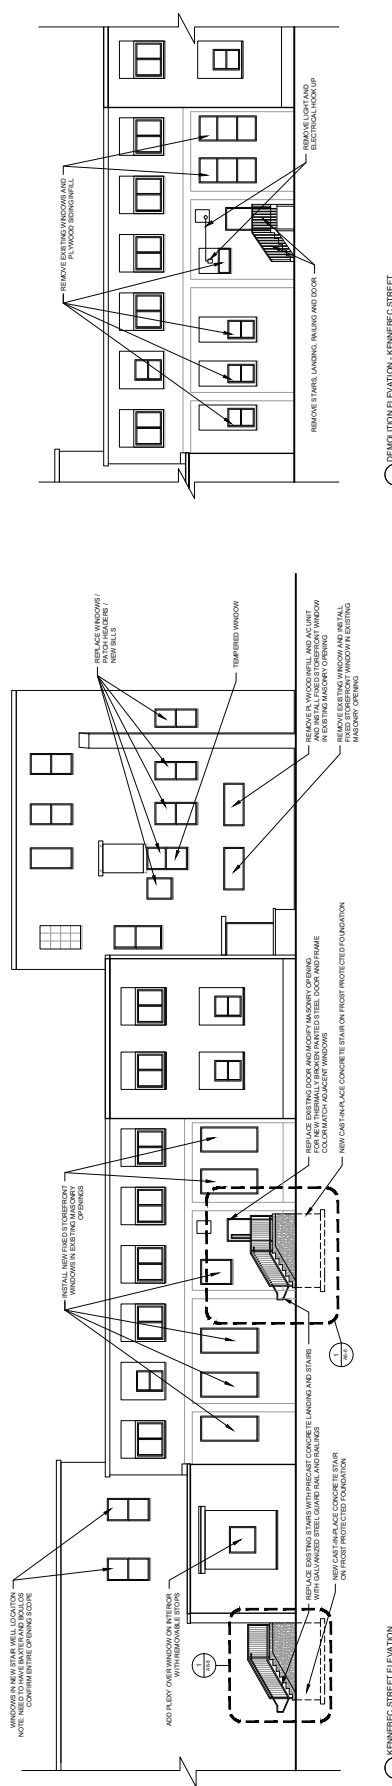 REMOVE EXISTING WINDOWS AND
PLYWOOD SIDING INFILL
REMOVE LIGHT AND
ELECTRICAL HOOK UP
REMOVE STAIRS, LANDING, RAILING AND DOOR
DEMOLITION ELEVATION - KENNEBEC STREET
WINDOWS IN NEW STAIR WELL LOCAITON
NOTE: NEED TO HAVE BAXTER AND BOULOS
CONFIRM ENTIRE OPENING SCOPE
INSTALL NEW FIXED STOREFRONT
WINDOWS IN EXISTING MASONRY
OPENINGS
REPLACE WINDOWS /
PATCH HEADERS /
NEW SILLS
TEMPERED WINDOW
REMOVE PLYWOOD INFILL AND A/C UNIT
AND INSTALL FIXED STOREFRONT WINDOW
IN EXISTING MASONRY OPENING
REMOVE EXISTING WINDOW AND INSTALL
FIXED STOREFRONT WINDOW IN EXISTING
MASONRY OPENING
ADD PLEXY OVER WINDOW ON INTERIOR
WITH REMOVABLE STOPS
REPLACE EXISTING DOOR AND MODIFY MASONRY OPENING
FOR NEW THERMALLY BROKEN PAINTED STEEL DOOR AND FRAME
COLOR MATCH ADJACENT WINDOWS
NEW CAST-IN-PLACE CONCRETE STAIR ON FROST PROTECTED FOUNDATION
1
1
REPLACE EXISTING STAIRS WITH PRECAST CONCRETE LANDING AND STAIRS
WITH GALVANIZED STEEL GUARD RAIL AND RAILINGS
NEW CAST-IN-PLACE CONCRETE STAIR
ON FROST PROTECTED FOUNDATION
KENNEBEC STREET ELEVATION